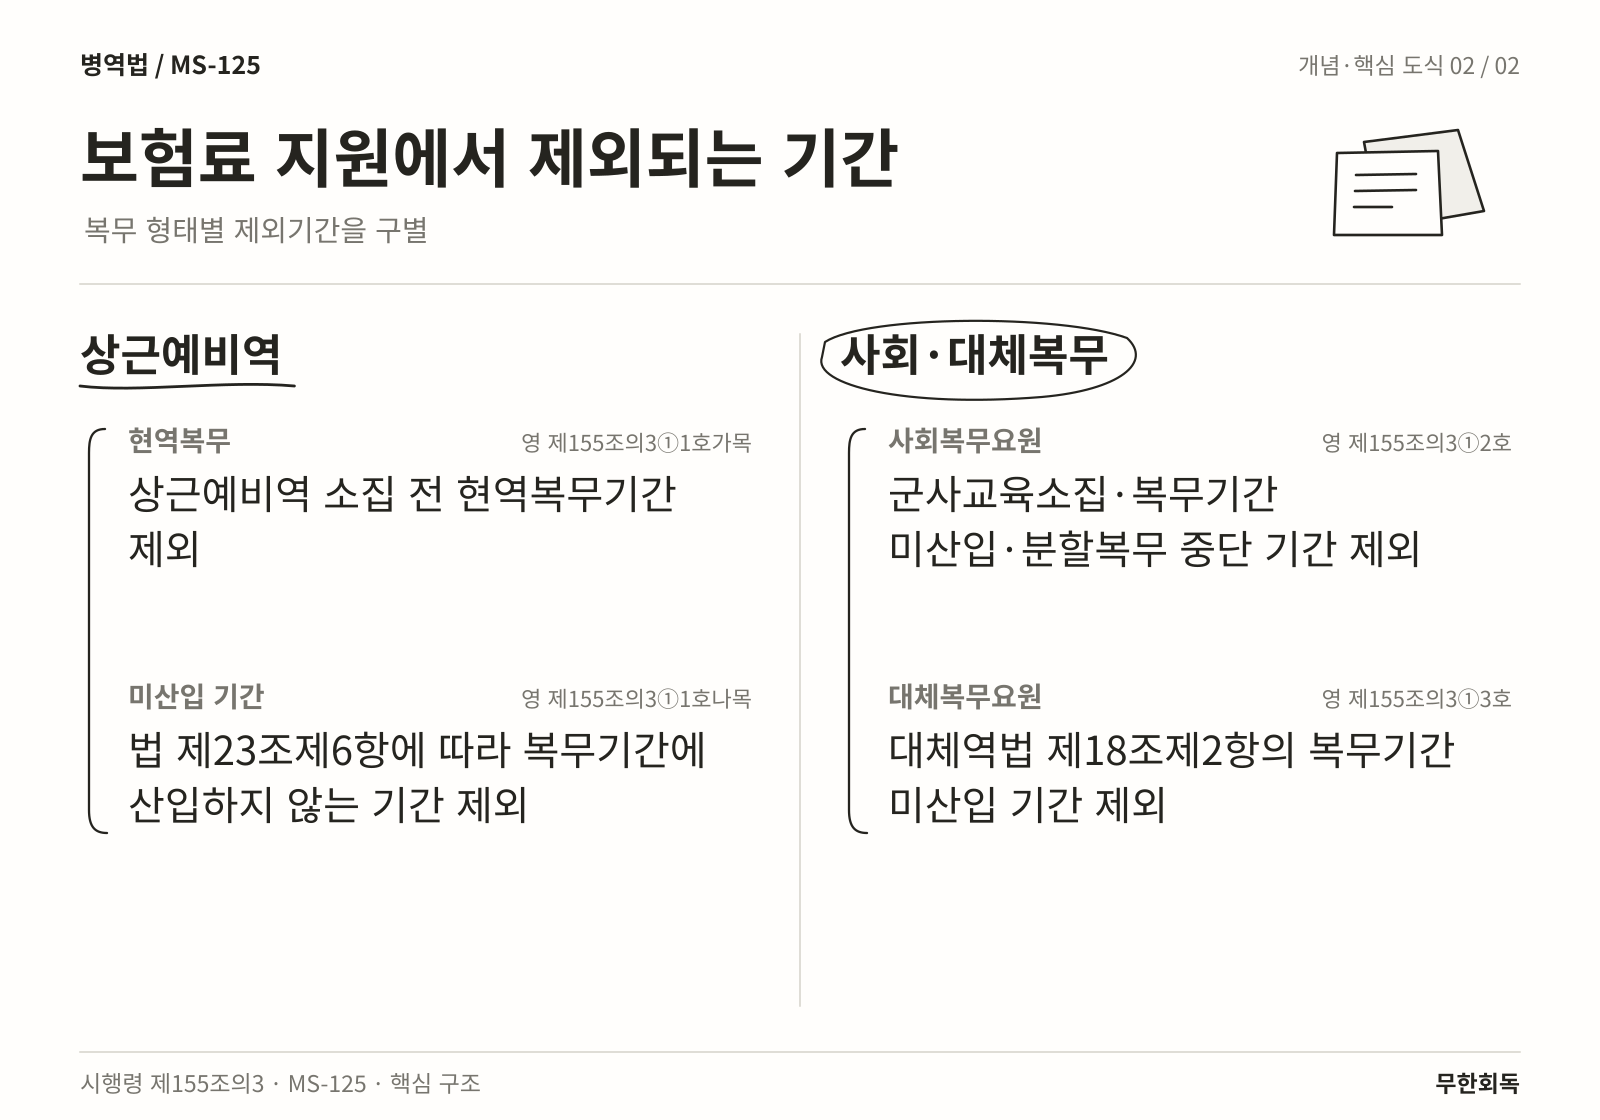 병역법 / MS-125
개념·핵심 도식 02 / 02
보험료 지원에서 제외되는 기간
복무 형태별 제외기간을 구별
상근예비역
현역복무
영 제155조의3①1호가목
상근예비역 소집 전 현역복무기간
제외
미산입 기간
영 제155조의3①1호나목
법 제23조제6항에 따라 복무기간에
산입하지 않는 기간 제외
사회·대체복무
사회복무요원
영 제155조의3①2호
군사교육소집·복무기간
미산입·분할복무 중단 기간 제외
대체복무요원
영 제155조의3①3호
대체역법 제18조제2항의 복무기간
미산입 기간 제외
시행령 제155조의3 · MS-125 · 핵심 구조
무한회독